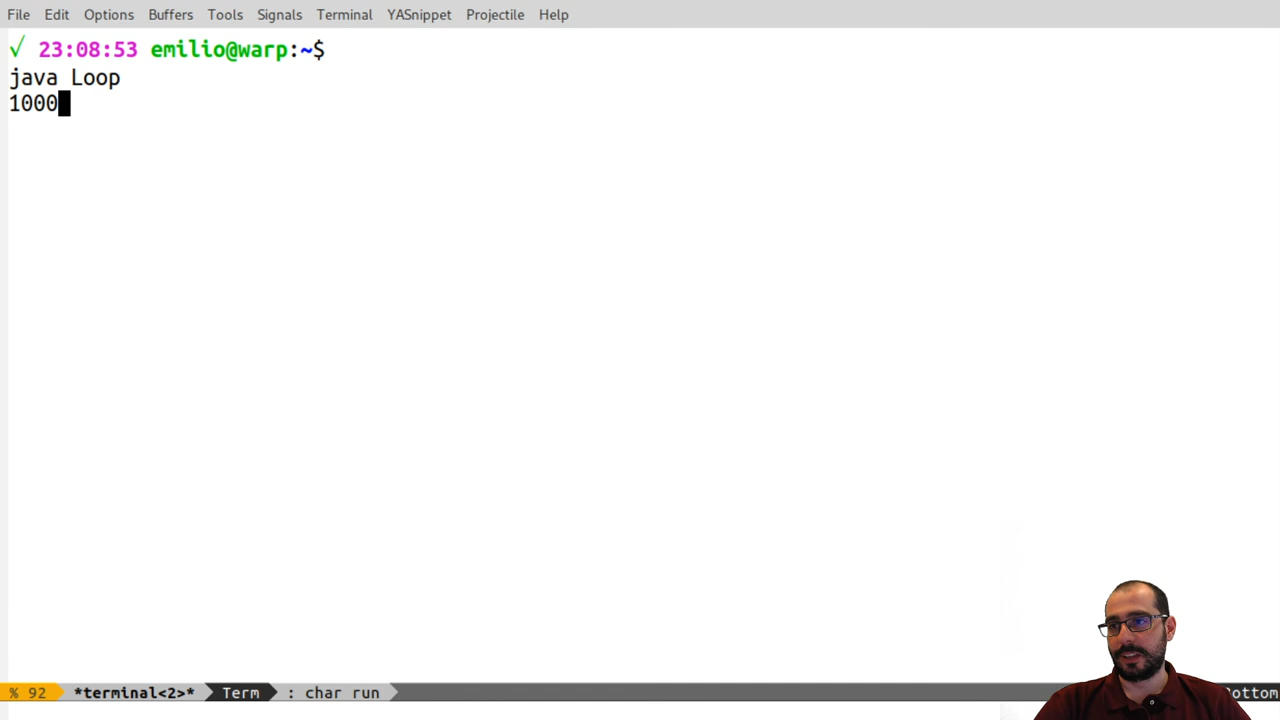 File Edit Options Buffers Tools Signals Terminal YASnippet Projectile Help
✓ 23:08:53 emilio@warp:~$
java Loop
1000
% 92 *terminal<2>* Term : char run Bottom